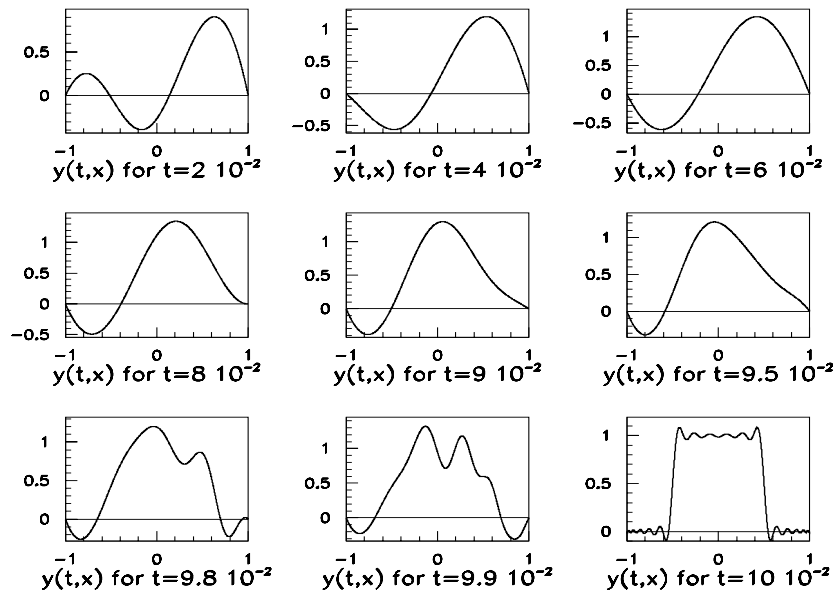 0.5
0
−1 0 1
y(t,x) for t=2 10⁻²
1
0.5
0
−0.5
−1 0 1
y(t,x) for t=4 10⁻²
1
0.5
0
−0.5
−1 0 1
y(t,x) for t=6 10⁻²
1
0.5
0
−0.5
−1 0 1
y(t,x) for t=8 10⁻²
1
0.5
0
−1 0 1
y(t,x) for t=9 10⁻²
1
0.5
0
−1 0 1
y(t,x) for t=9.5 10⁻²
1
0.5
0
−1 0 1
y(t,x) for t=9.8 10⁻²
1
0.5
0
−1 0 1
y(t,x) for t=9.9 10⁻²
1
0.5
0
−1 0 1
y(t,x) for t=10 10⁻²